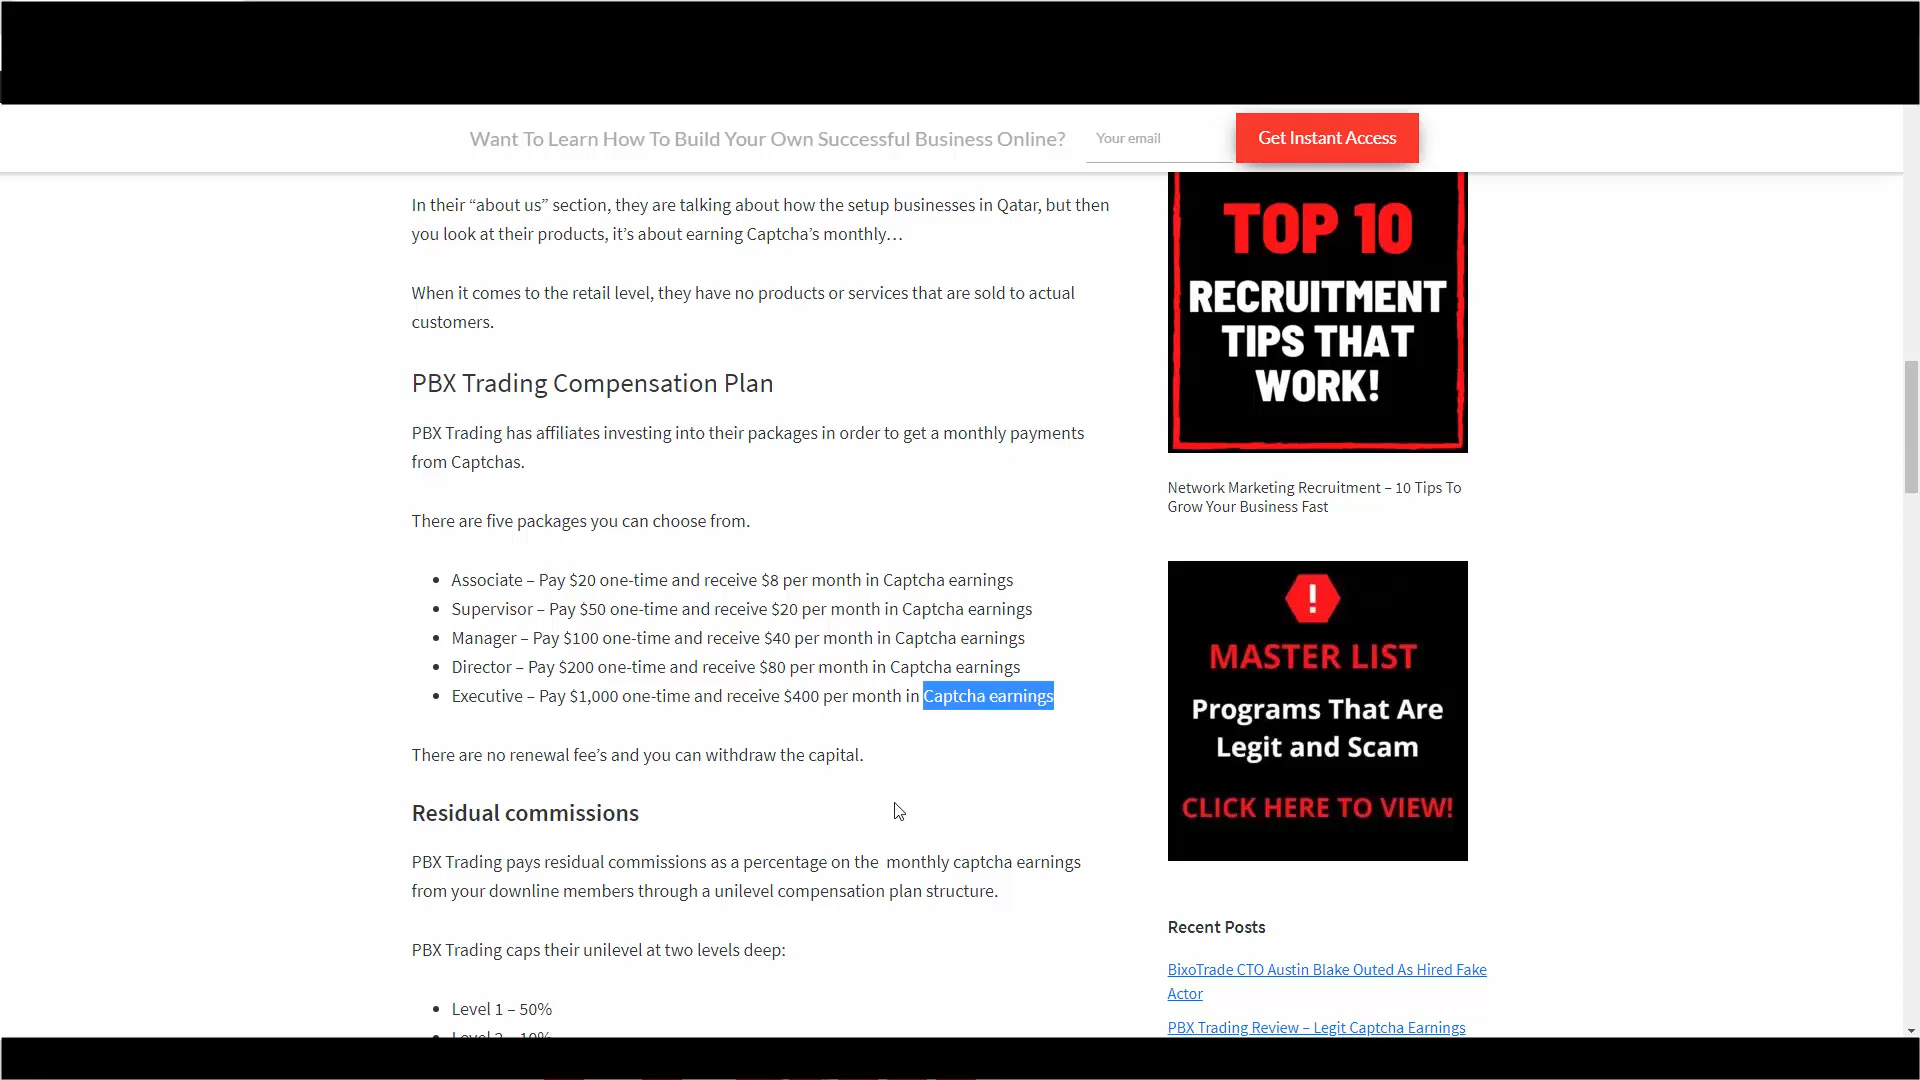 Want To Learn How To Build Your Own Successful Business Online?
Your email
Get Instant Access
In their “about us” section, they are talking about how the setup businesses in Qatar, but then
you look at their products, it’s about earning Captcha’s monthly…
When it comes to the retail level, they have no products or services that are sold to actual
customers.
PBX Trading Compensation Plan
PBX Trading has affiliates investing into their packages in order to get a monthly payments
from Captchas.
There are five packages you can choose from.
• Associate – Pay $20 one-time and receive $8 per month in Captcha earnings
• Supervisor – Pay $50 one-time and receive $20 per month in Captcha earnings
• Manager – Pay $100 one-time and receive $40 per month in Captcha earnings
• Director – Pay $200 one-time and receive $80 per month in Captcha earnings
• Executive – Pay $1,000 one-time and receive $400 per month in Captcha earnings
There are no renewal fee’s and you can withdraw the capital.
Residual commissions
PBX Trading pays residual commissions as a percentage on the monthly captcha earnings
from your downline members through a unilevel compensation plan structure.
PBX Trading caps their unilevel at two levels deep:
• Level 1 – 50%
• Level 2 – 10%
TOP 10
RECRUITMENT
TIPS THAT
WORK!
Network Marketing Recruitment – 10 Tips To
Grow Your Business Fast
!
MASTER LIST
Programs That Are
Legit and Scam
CLICK HERE TO VIEW!
Recent Posts
BixoTrade CTO Austin Blake Outed As Hired Fake
Actor
PBX Trading Review – Legit Captcha Earnings